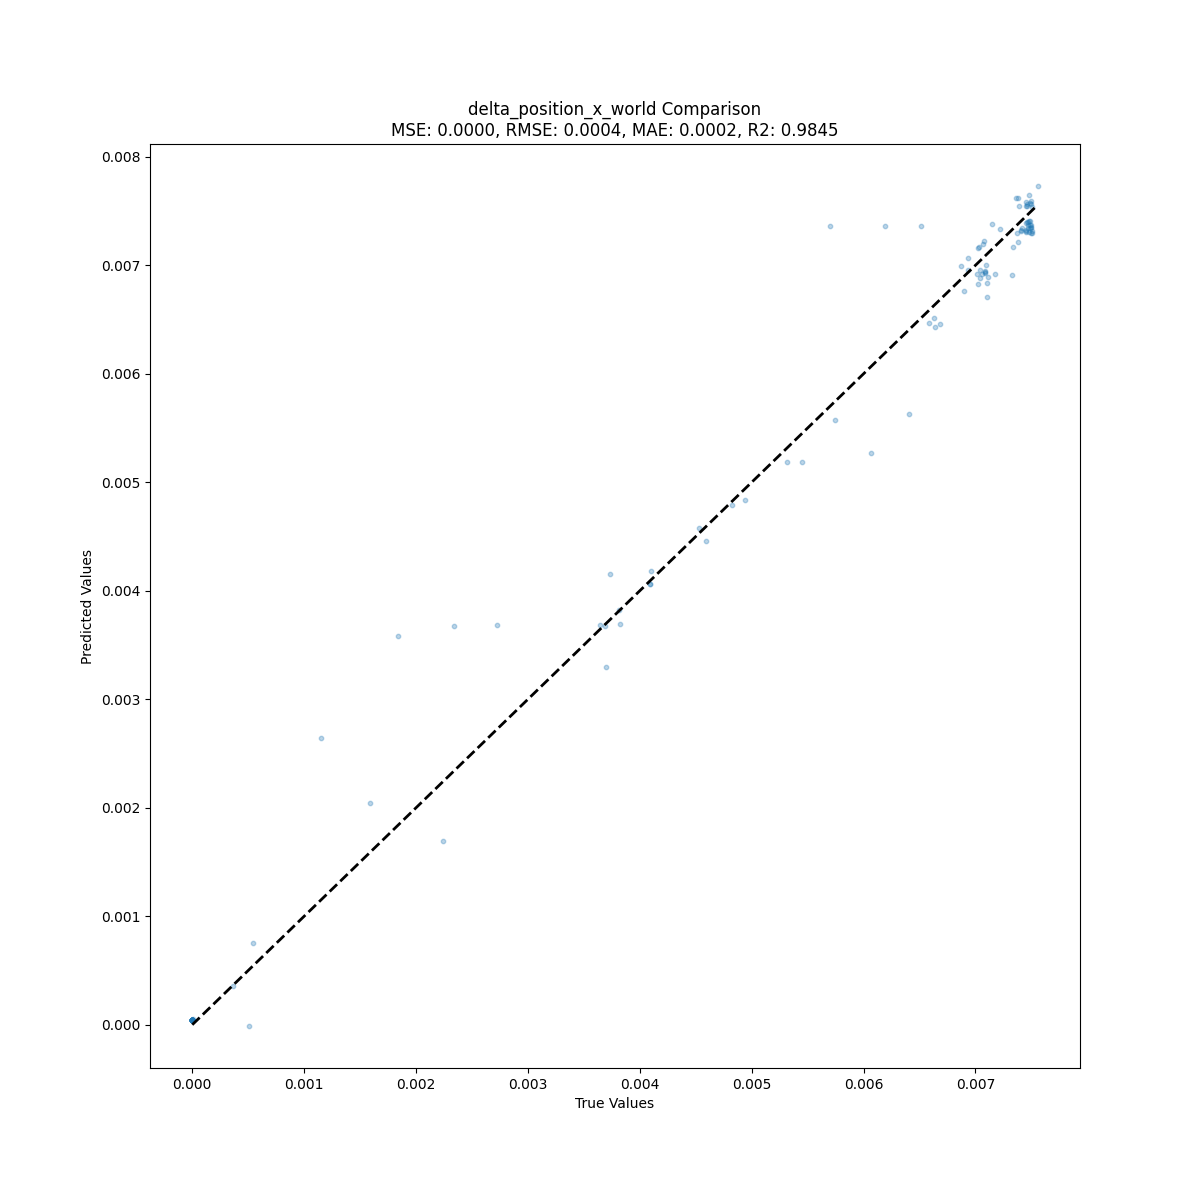 delta_position_x_world Comparison
MSE: 0.0000, RMSE: 0.0004, MAE: 0.0002, R2: 0.9845
0.008
0.007
0.006
0.005
0.004
0.003
0.002
0.001
0.000
Predicted Values
0.000 0.001 0.002 0.003 0.004 0.005 0.006 0.007
True Values